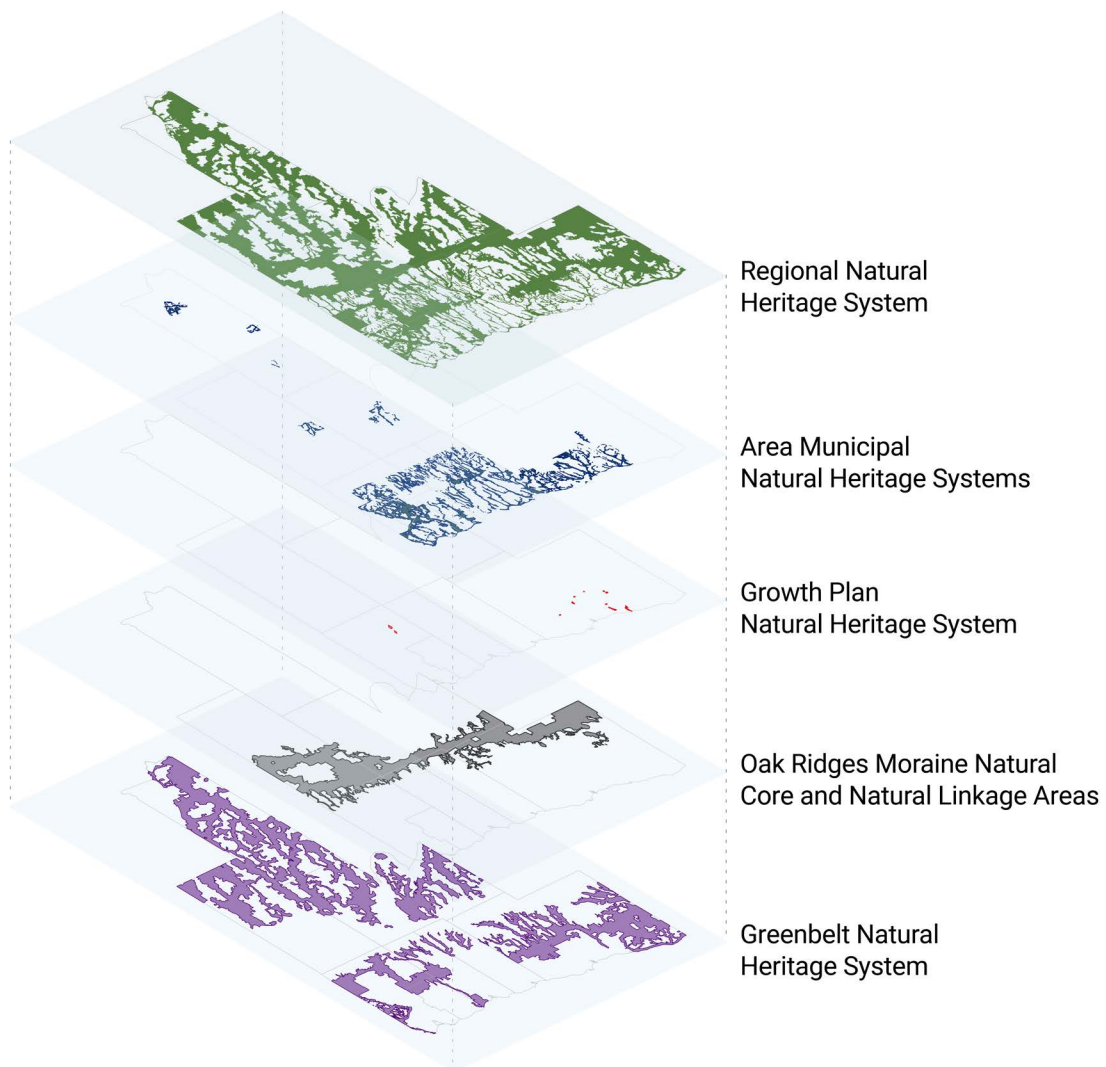 Regional Natural
Heritage System
Area Municipal
Natural Heritage Systems
Growth Plan
Natural Heritage System
Oak Ridges Moraine Natural
Core and Natural Linkage Areas
Greenbelt Natural
Heritage System